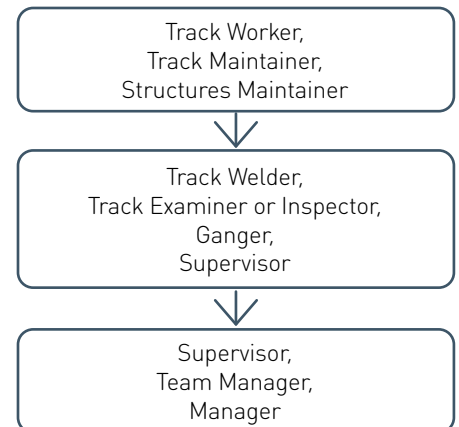 Track Worker,
Track Maintainer,
Structures Maintainer
Track Welder,
Track Examiner or Inspector,
Ganger,
Supervisor
Supervisor,
Team Manager,
Manager